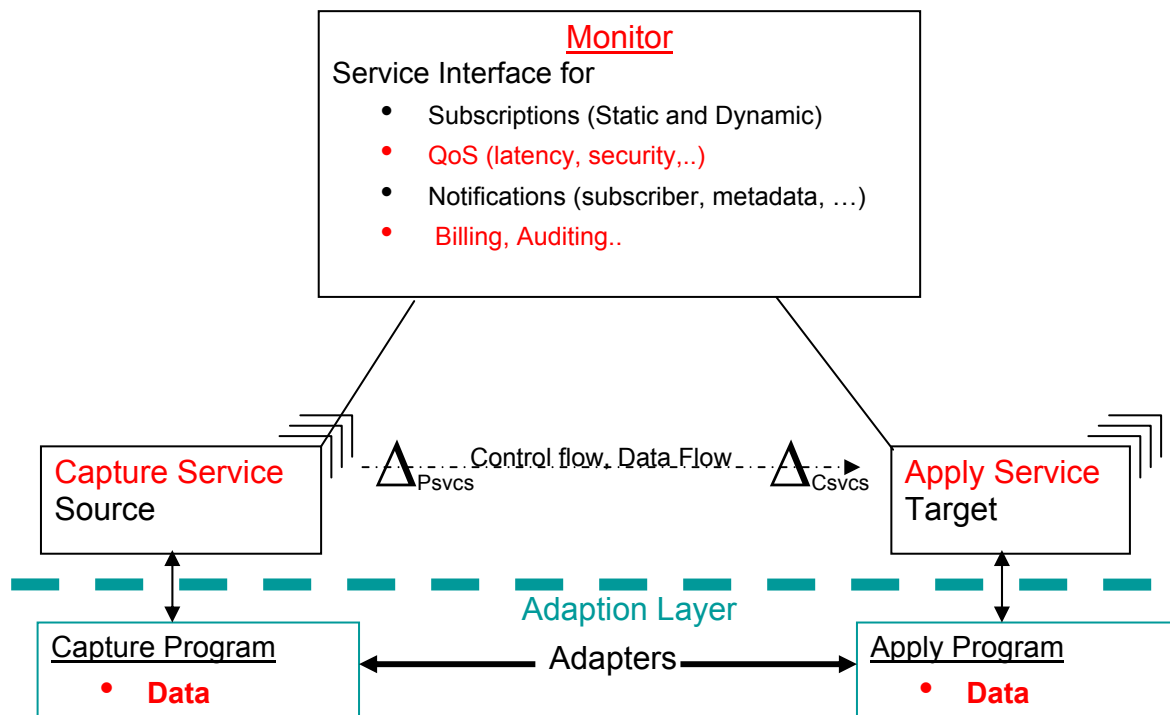 Monitor
Service Interface for
• Subscriptions (Static and Dynamic)
• QoS (latency, security,..)
• Notifications (subscriber, metadata, …)
• Billing, Auditing..
Capture Service
Source
Δ Psvcs
Control flow, Data Flow
Δ Csvcs
Apply Service
Target
Adaption Layer
Capture Program
• Data
Adapters
Apply Program
• Data